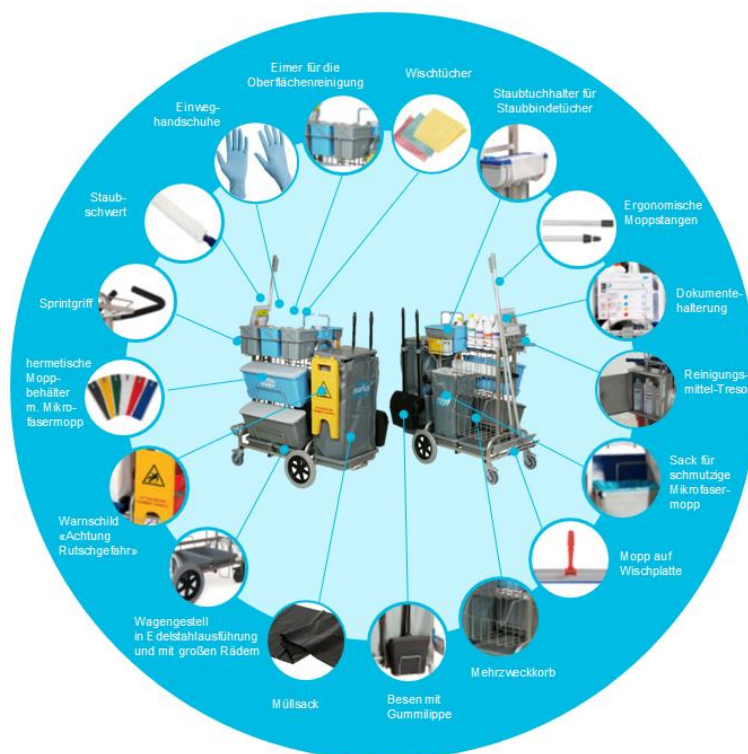 Eimer für die
Oberflächenreinigung
Wischtücher
Staubtuchhalter für
Staubbindetücher
Einweg-
handschuhe
Staub-
schwert
Ergonomische
Moppstangen
Sprintgriff
Dokumente-
halterung
hermetische
Mopp-
behälter
m. Mikro-
fasermopp
Reinigungs-
mittel-Tresor
Sack für
schmutzige
Mikrofaser-
mopp
Warnschild
«Achtung
Rutschgefahr»
Mopp auf
Wischplatte
Wagengestell
in Edelstahlausführung
und mit großen Rädern
Müllsack
Besen mit
Gummilippe
Mehrzweckkorb